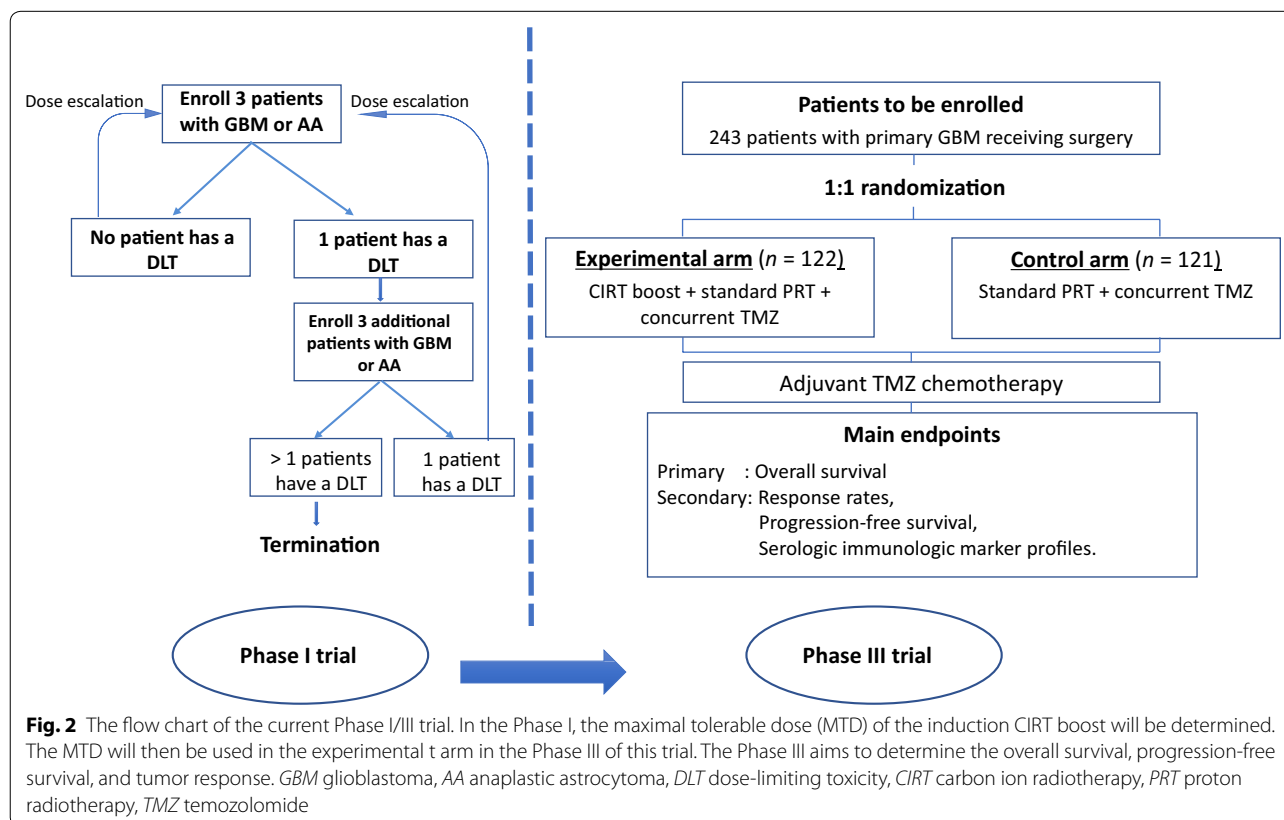 Dose escalation
Enroll 3 patients
with GBM or AA
Dose escalation
No patient has a
DLT
1 patient has a
DLT
Enroll 3 additional
patients with GBM
or AA
> 1 patients
have a DLT
1 patient
has a DLT
Termination
Phase I trial
Patients to be enrolled
243 patients with primary GBM receiving surgery
1:1 randomization
Experimental arm (n = 122)
CIRT boost + standard PRT +
concurrent TMZ
Control arm (n = 121)
Standard PRT + concurrent TMZ
Adjuvant TMZ chemotherapy
Main endpoints
Primary : Overall survival
Secondary: Response rates,
Progression-free survival,
Serologic immunologic marker profiles.
Phase III trial
Fig. 2 The flow chart of the current Phase I/III trial. In the Phase I, the maximal tolerable dose (MTD) of the induction CIRT boost will be determined.
The MTD will then be used in the experimental t arm in the Phase III of this trial. The Phase III aims to determine the overall survival, progression-free
survival, and tumor response. GBM glioblastoma, AA anaplastic astrocytoma, DLT dose-limiting toxicity, CIRT carbon ion radiotherapy, PRT proton
radiotherapy, TMZ temozolomide